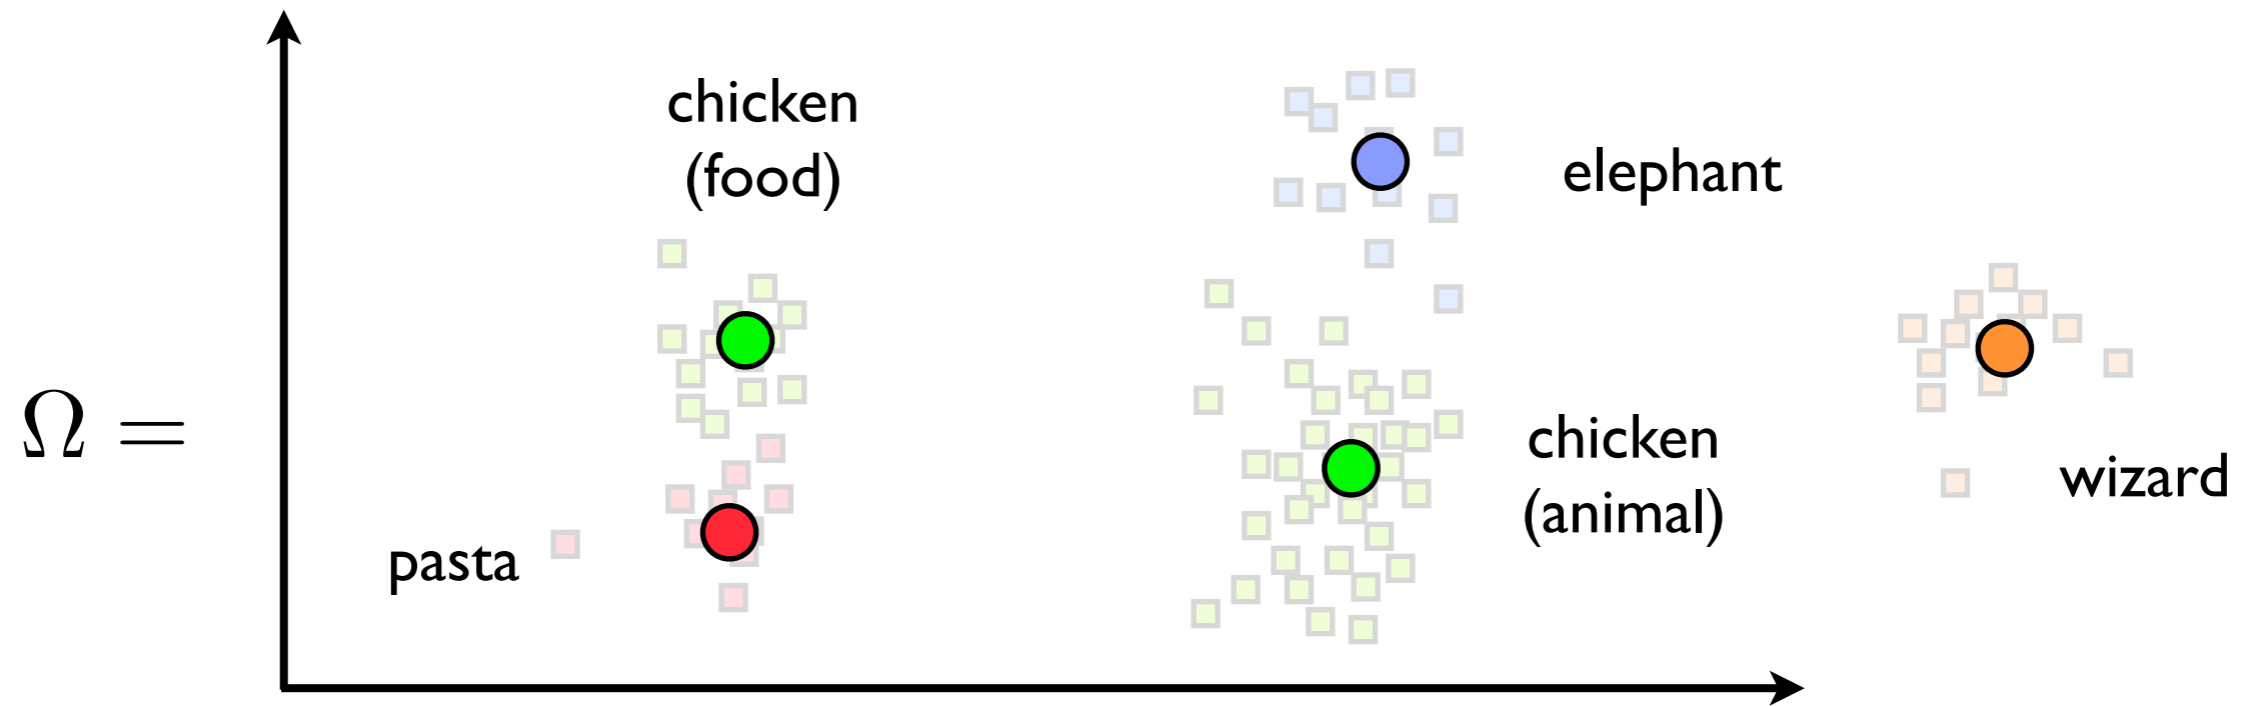 chicken
(food)
elephant
Ω =
chicken
(animal)
wizard
pasta